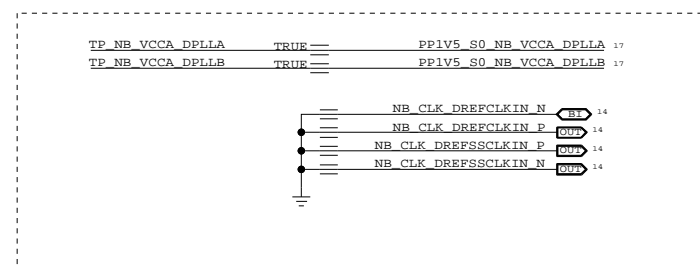 TP_NB_VCCA_DPLLA TRUE PP1V5_S0_NB_VCCA_DPLLA 17
TP_NB_VCCA_DPLLB TRUE PP1V5_S0_NB_VCCA_DPLLB 17
NB_CLK_DREFCLKIN_N BI 14
NB_CLK_DREFCLKIN_P OUT 14
NB_CLK_DREFSSCLKIN_P OUT 14
NB_CLK_DREFSSCLKIN_N OUT 14